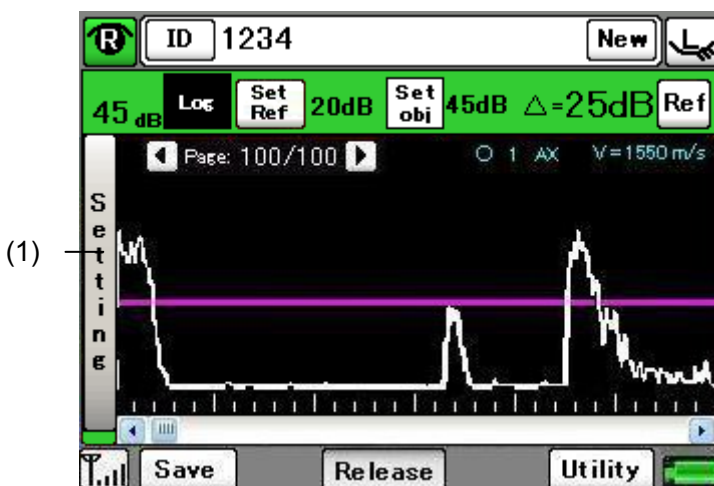 R ID 1234 New L
45 dB Log Set Ref 20dB Set obj 45dB △=25dB Ref
Page: 100/100 O 1 AX V=1550 m/s
(1)
Setting
Save Release Utility